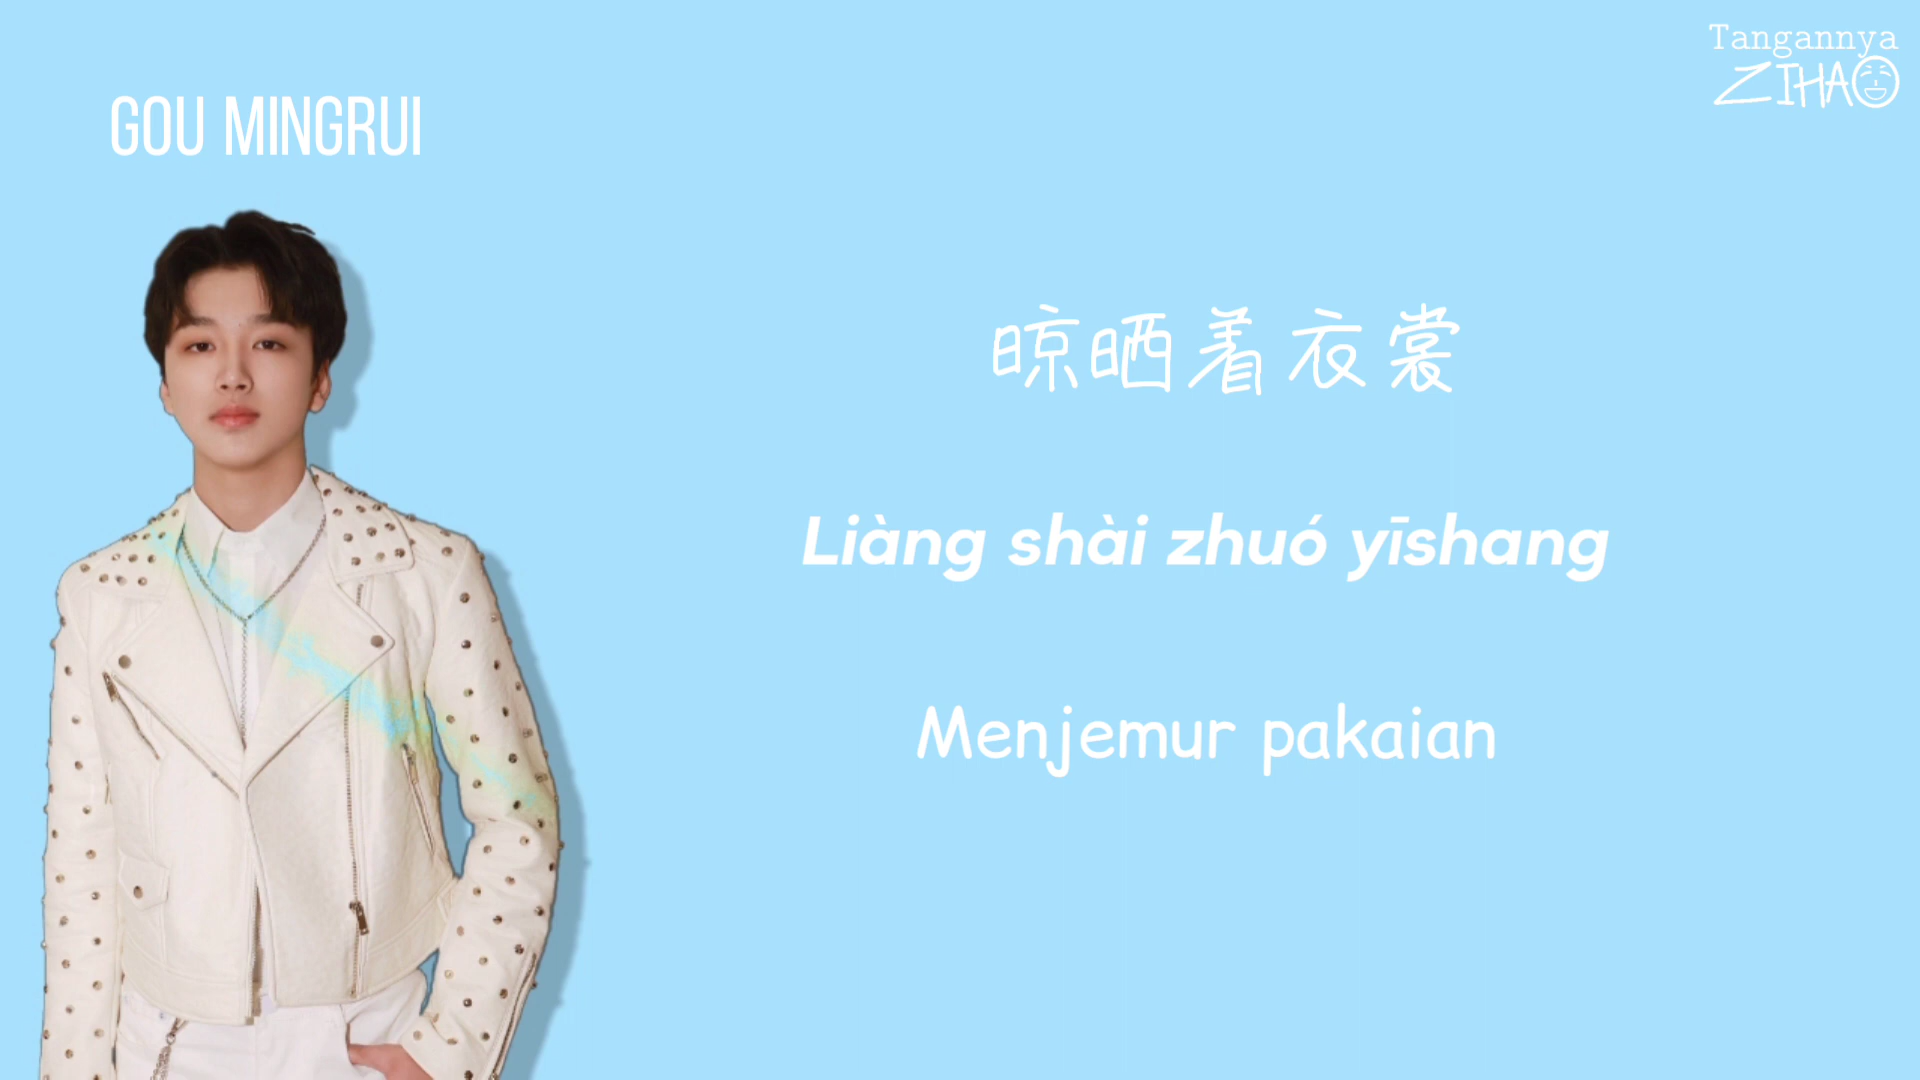 Tangannya
ZIHAO
GOU MINGRUI
晾晒着衣裳
Liàng shài zhuó yīshang
Menjemur pakaian